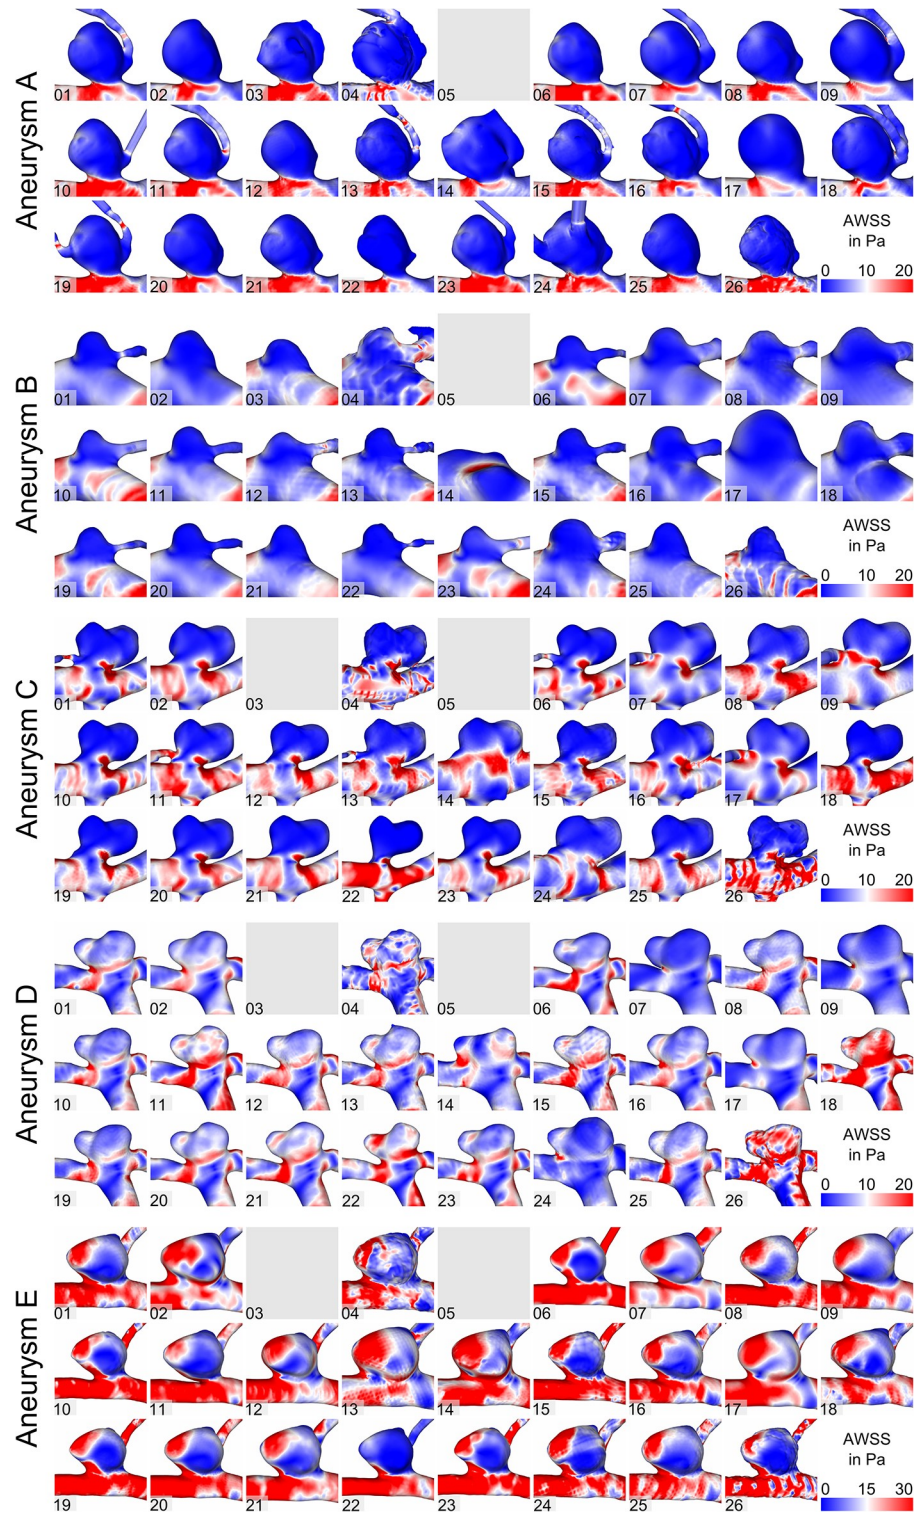 Aneurysm A
01 02 03 04 05 06 07 08 09
10 11 12 13 14 15 16 17 18
AWSS
in Pa
0 10 20
19 20 21 22 23 24 25 26
Aneurysm B
01 02 03 04 05 06 07 08 09
10 11 12 13 14 15 16 17 18
AWSS
in Pa
0 10 20
19 20 21 22 23 24 25 26
Aneurysm C
01 02 03 04 05 06 07 08 09
10 11 12 13 14 15 16 17 18
AWSS
in Pa
0 10 20
19 20 21 22 23 24 25 26
Aneurysm D
01 02 03 04 05 06 07 08 09
10 11 12 13 14 15 16 17 18
AWSS
in Pa
0 10 20
19 20 21 22 23 24 25 26
Aneurysm E
01 02 03 04 05 06 07 08 09
10 11 12 13 14 15 16 17 18
AWSS
in Pa
0 15 30
19 20 21 22 23 24 25 26